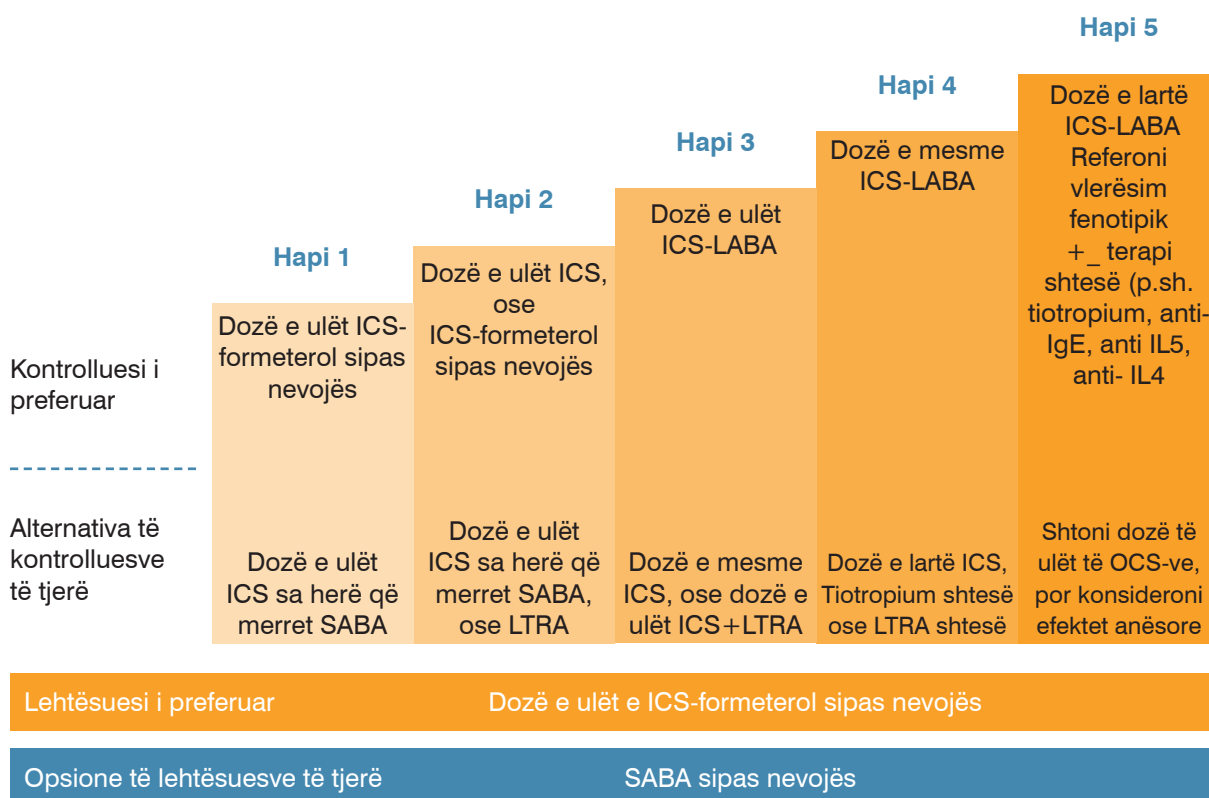 Hapi 1
Dozë e ulët ICS-
formeterol sipas
nevojës
Dozë e ulët
ICS sa herë që
merret SABA
Hapi 2
Dozë e ulët ICS,
ose
ICS-formeterol
sipas nevojës
Dozë e ulët
ICS sa herë që
merret SABA,
ose LTRA
Hapi 3
Dozë e ulët
ICS-LABA
Dozë e mesme
ICS, ose dozë e
ulët ICS+LTRA
Hapi 4
Dozë e mesme
ICS-LABA
Dozë e lartë ICS,
Tiotropium shtesë
ose LTRA shtesë
Hapi 5
Dozë e lartë
ICS-LABA
Referoni
vlerësim
fenotipik
+_ terapi
shtesë (p.sh.
tiotropium, anti-
IgE, anti IL5,
anti- IL4
Shtoni dozë të
ulët të OCS-ve,
por konsideroni
efektet anësore
Kontrolluesi i
preferuar
Alternativa të
kontrolluesve
të tjerë
Lehtësuesi i preferuar
Dozë e ulët e ICS-formeterol sipas nevojës
Opsione të lehtësuesve të tjerë
SABA sipas nevojës